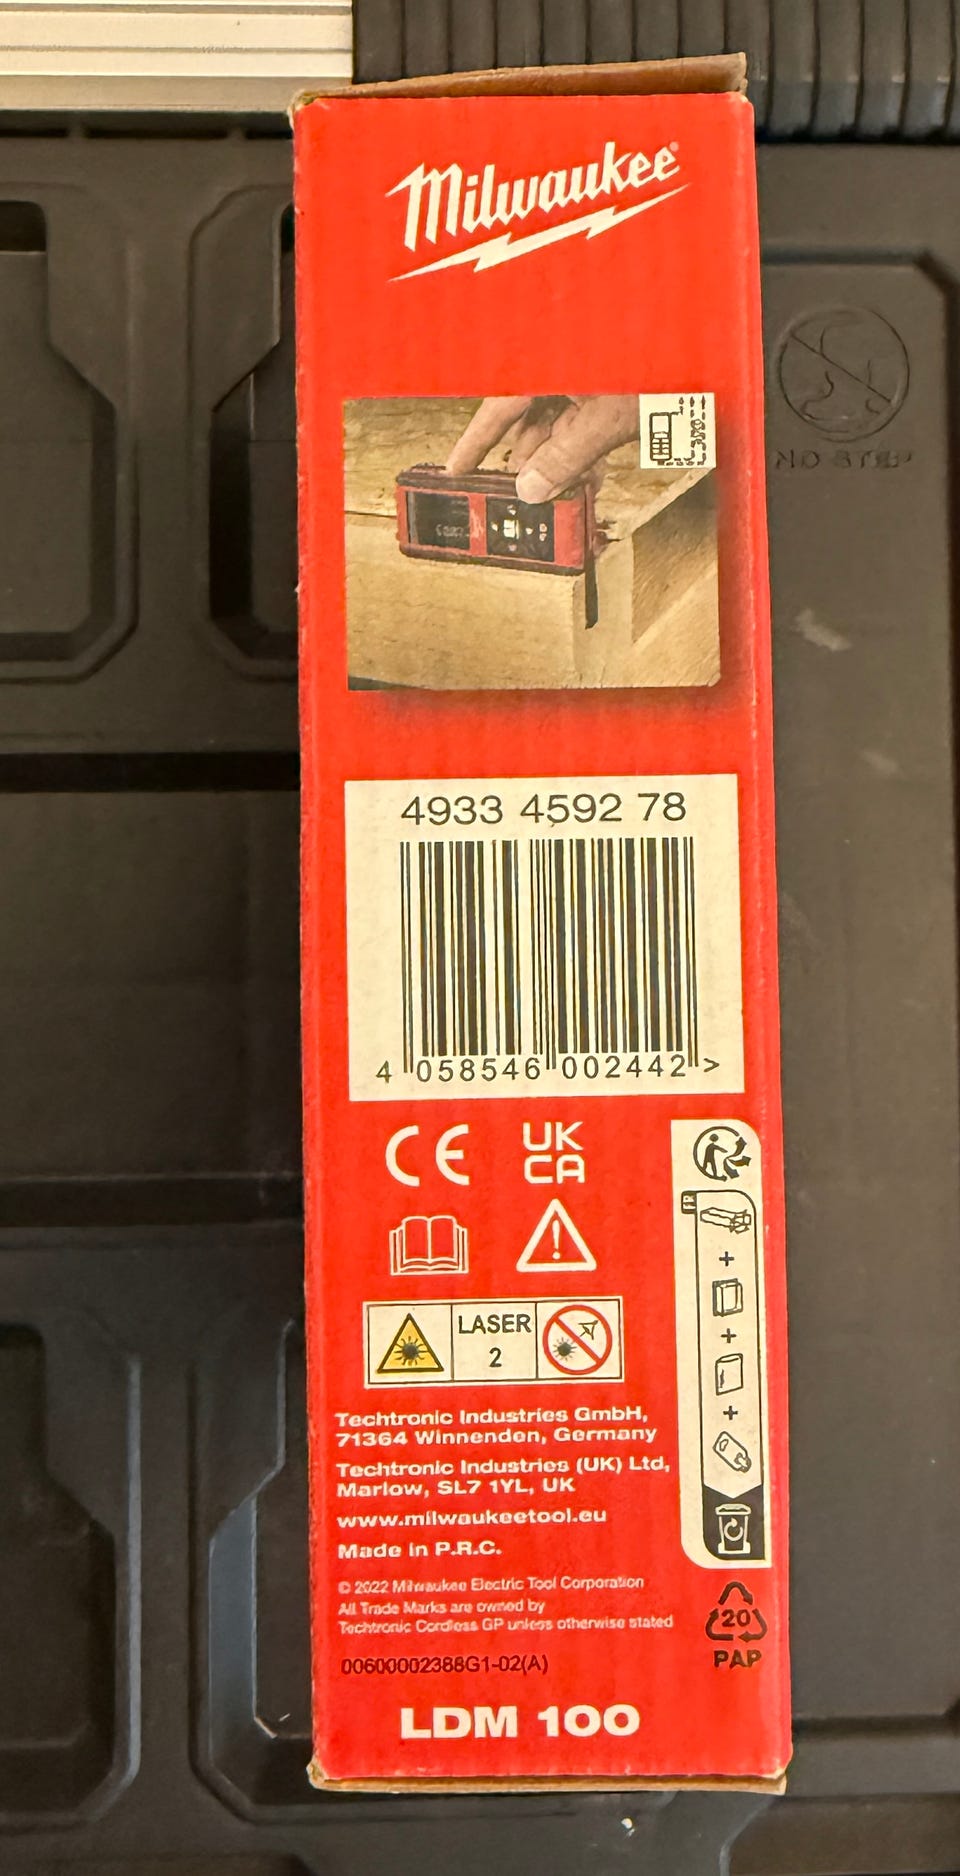 Milwaukee®
4933 4592 78
4 058546 002442 >
CE
UK
CA
LASER
2
FR
Techtronic Industries GmbH,
71364 Winnenden, Germany
Techtronic Industries (UK) Ltd,
Marlow, SL7 1YL, UK
www.milwaukeetool.eu
Made in P.R.C.
© 2022 Milwaukee Electric Tool Corporation
All Trade Marks are owned by
Techtronic Cordless GP unless otherwise stated
00600002388G1-02(A)
20
PAP
LDM 100